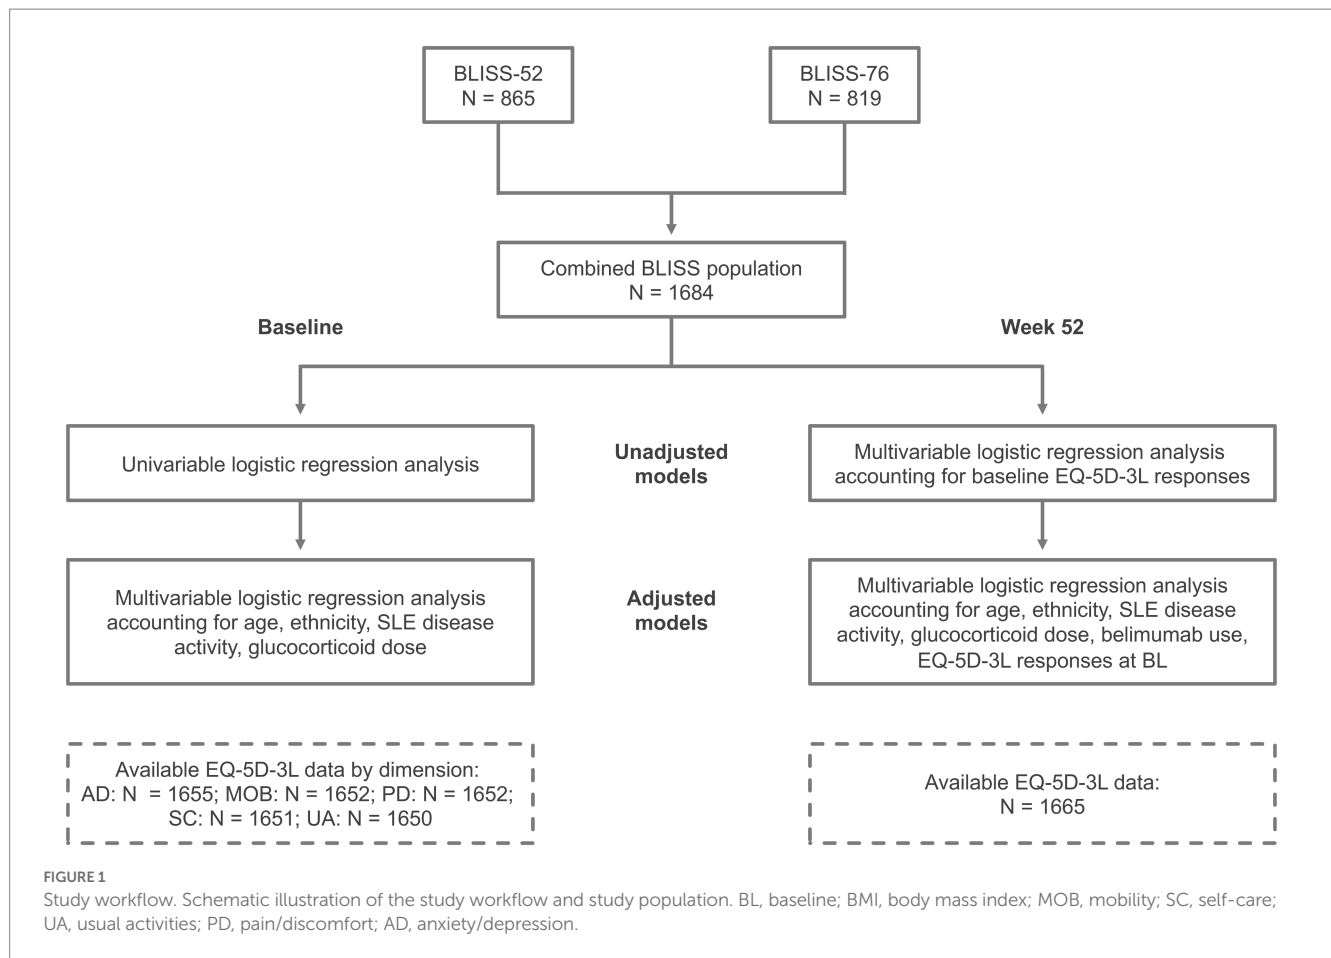 BLISS-52
N = 865
BLISS-76
N = 819
Combined BLISS population
N = 1684
Baseline
Week 52
Univariable logistic regression analysis
Unadjusted
models
Multivariable logistic regression analysis
accounting for baseline EQ-5D-3L responses
Multivariable logistic regression analysis
accounting for age, ethnicity, SLE disease
activity, glucocorticoid dose
Adjusted
models
Multivariable logistic regression analysis
accounting for age, ethnicity, SLE disease
activity, glucocorticoid dose, belimumab use,
EQ-5D-3L responses at BL
Available EQ-5D-3L data by dimension:
AD: N = 1655; MOB: N = 1652; PD: N = 1652;
SC: N = 1651; UA: N = 1650
Available EQ-5D-3L data:
N = 1665
FIGURE 1
Study workflow. Schematic illustration of the study workflow and study population. BL, baseline; BMI, body mass index; MOB, mobility; SC, self-care;
UA, usual activities; PD, pain/discomfort; AD, anxiety/depression.